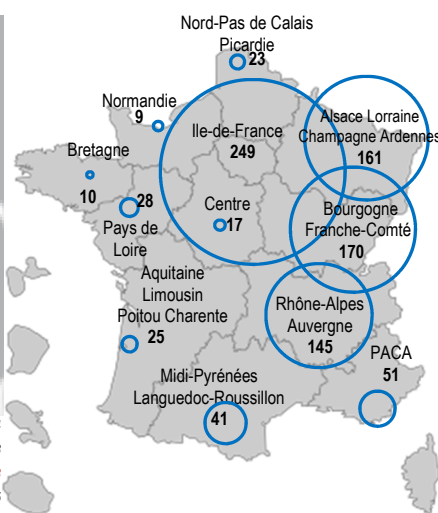 Nord-Pas de Calais
Picardie
23
Normandie
9
Ile-de-France
249
Alsace Lorraine
Champagne Ardennes
161
Bretagne
10
28
Pays de
Loire
Centre
17
Bourgogne
Franche-Comté
170
Aquitaine
Limousin
Poitou Charente
25
Rhône-Alpes
Auvergne
145
PACA
51
Midi-Pyrénées
Languedoc-Roussillon
41